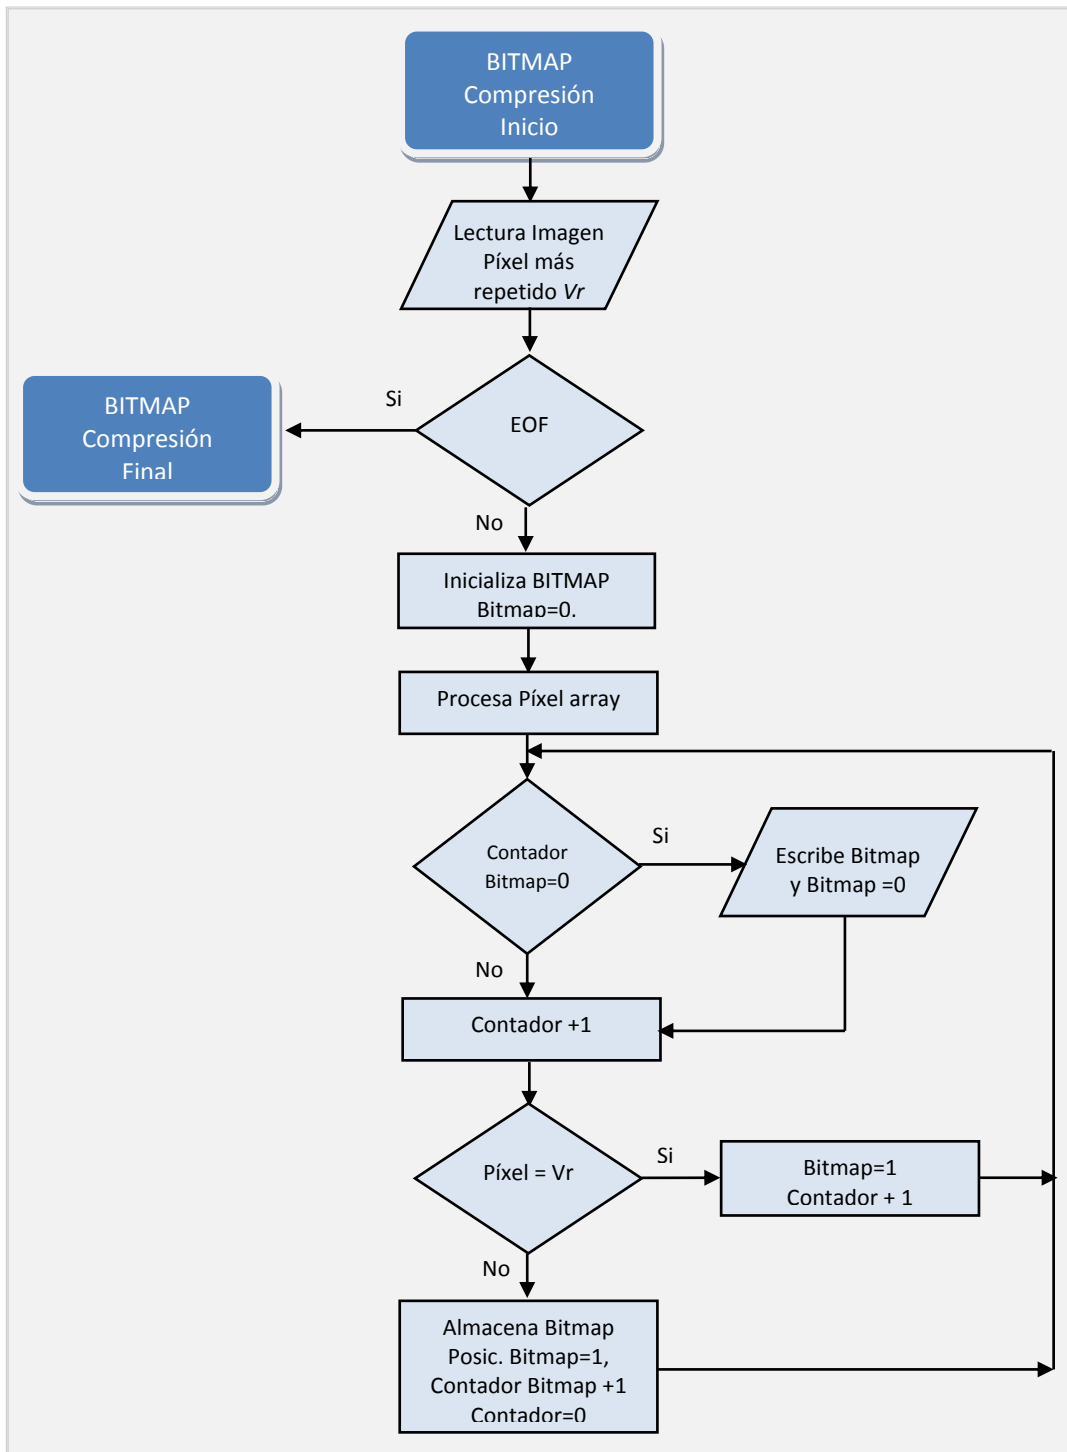 BITMAP
Compresión
Inicio
Lectura Imagen
Píxel más
repetido Vr
Si
EOF
BITMAP
Compresión
Final
No
Inicializa BITMAP
Bitmap=0.
Procesa Píxel array
Contador
Bitmap=0
Si
Escribe Bitmap
y Bitmap =0
No
Contador +1
Píxel = Vr
Si
Bitmap=1
Contador + 1
No
Almacena Bitmap
Posic. Bitmap=1,
Contador Bitmap +1
Contador=0